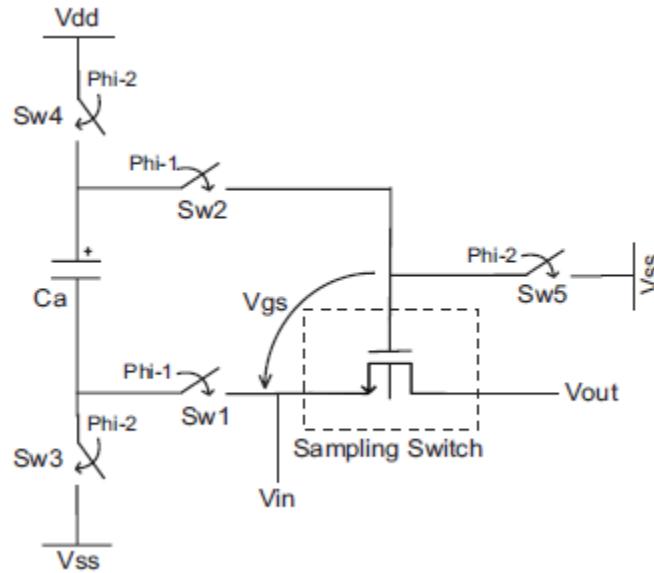 Vdd
Phi-2
Sw4
Phi-1
Sw2
+
Phi-2
Sw5
Vss
Ca
Vgs
Phi-1
Sw1
Vout
Phi-2
Sw3
Sampling Switch
Vin
Vss